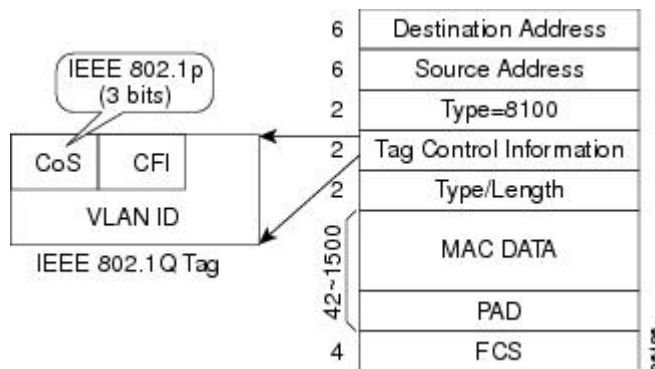 6 Destination Address
6 Source Address
2 Type=8100
2 Tag Control Information
2 Type/Length
42~1500 MAC DATA
PAD
4 FCS
IEEE 802.1p
(3 bits)
CoS CFI
VLAN ID
IEEE 802.1Q Tag